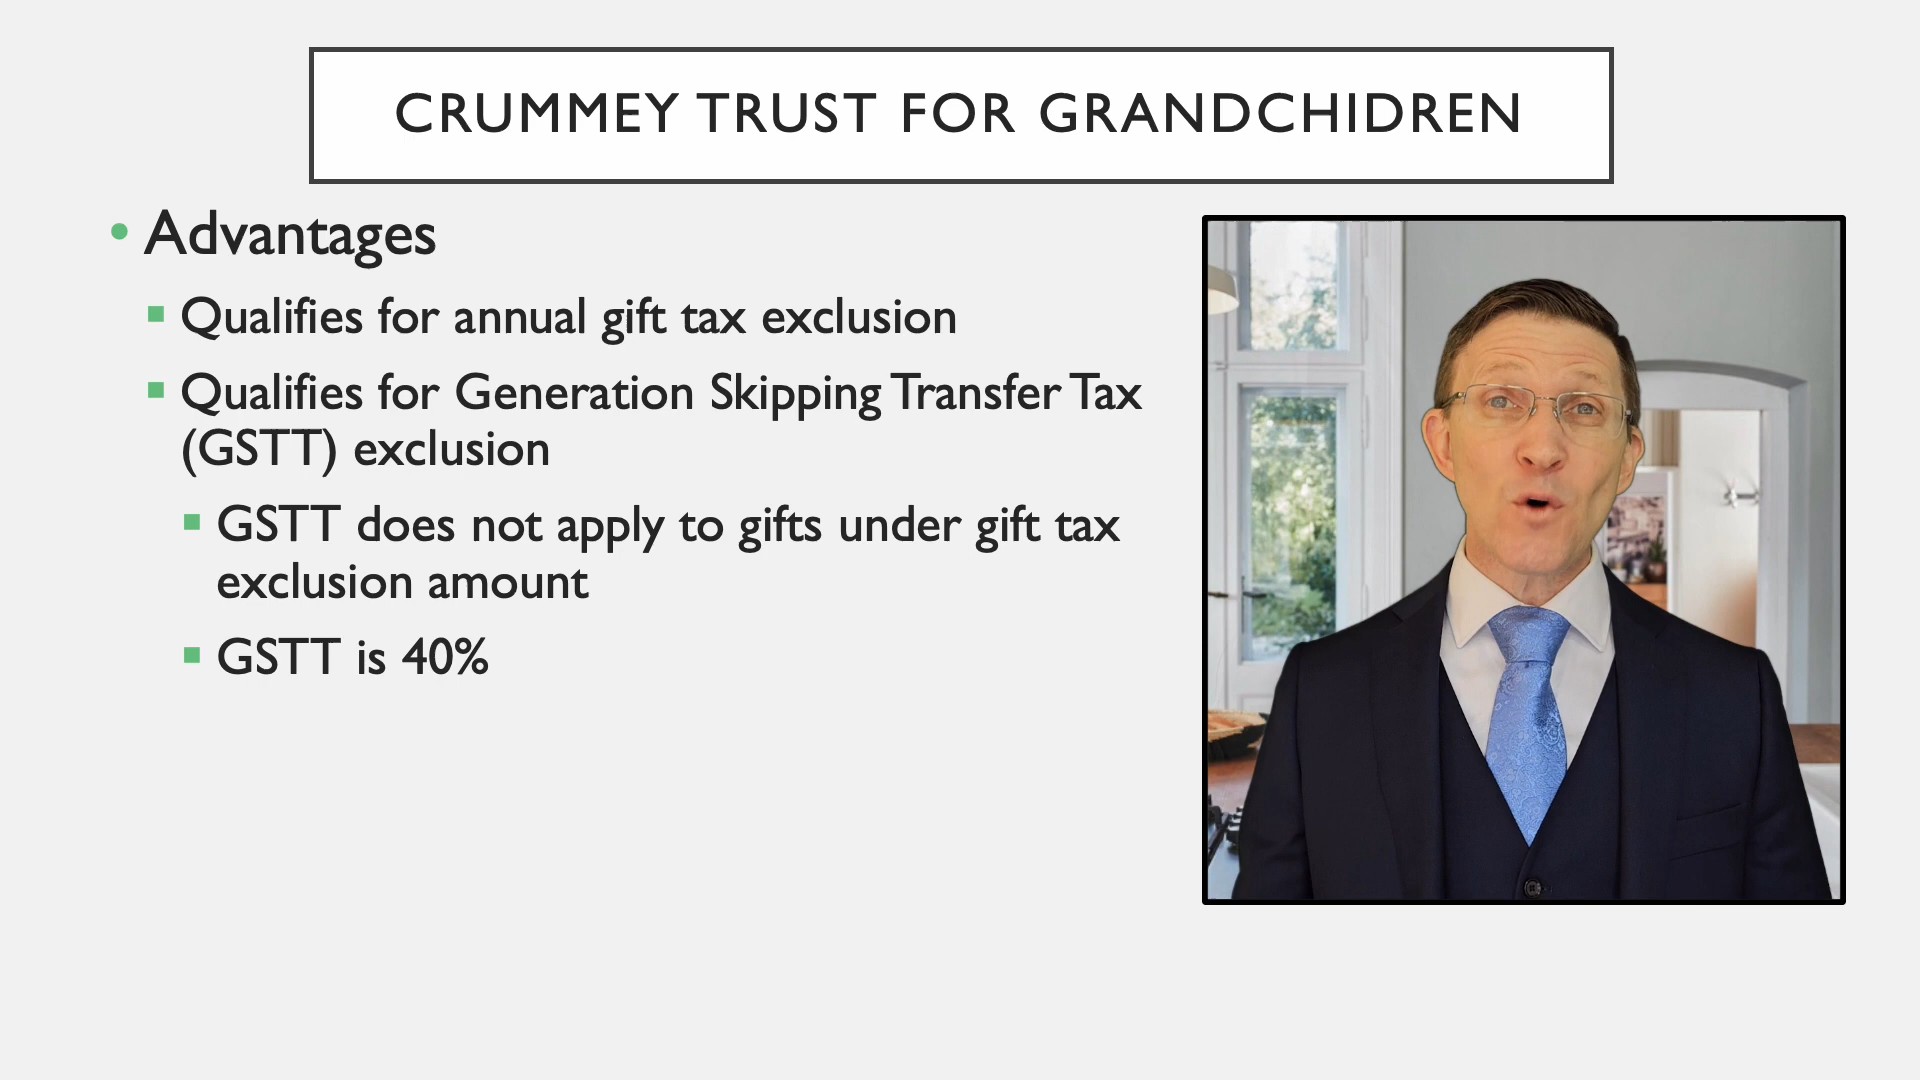 CRUMMEY TRUST FOR GRANDCHIDREN
• Advantages
▪ Qualifies for annual gift tax exclusion
▪ Qualifies for Generation Skipping Transfer Tax
(GSTT) exclusion
▪ GSTT does not apply to gifts under gift tax
exclusion amount
▪ GSTT is 40%